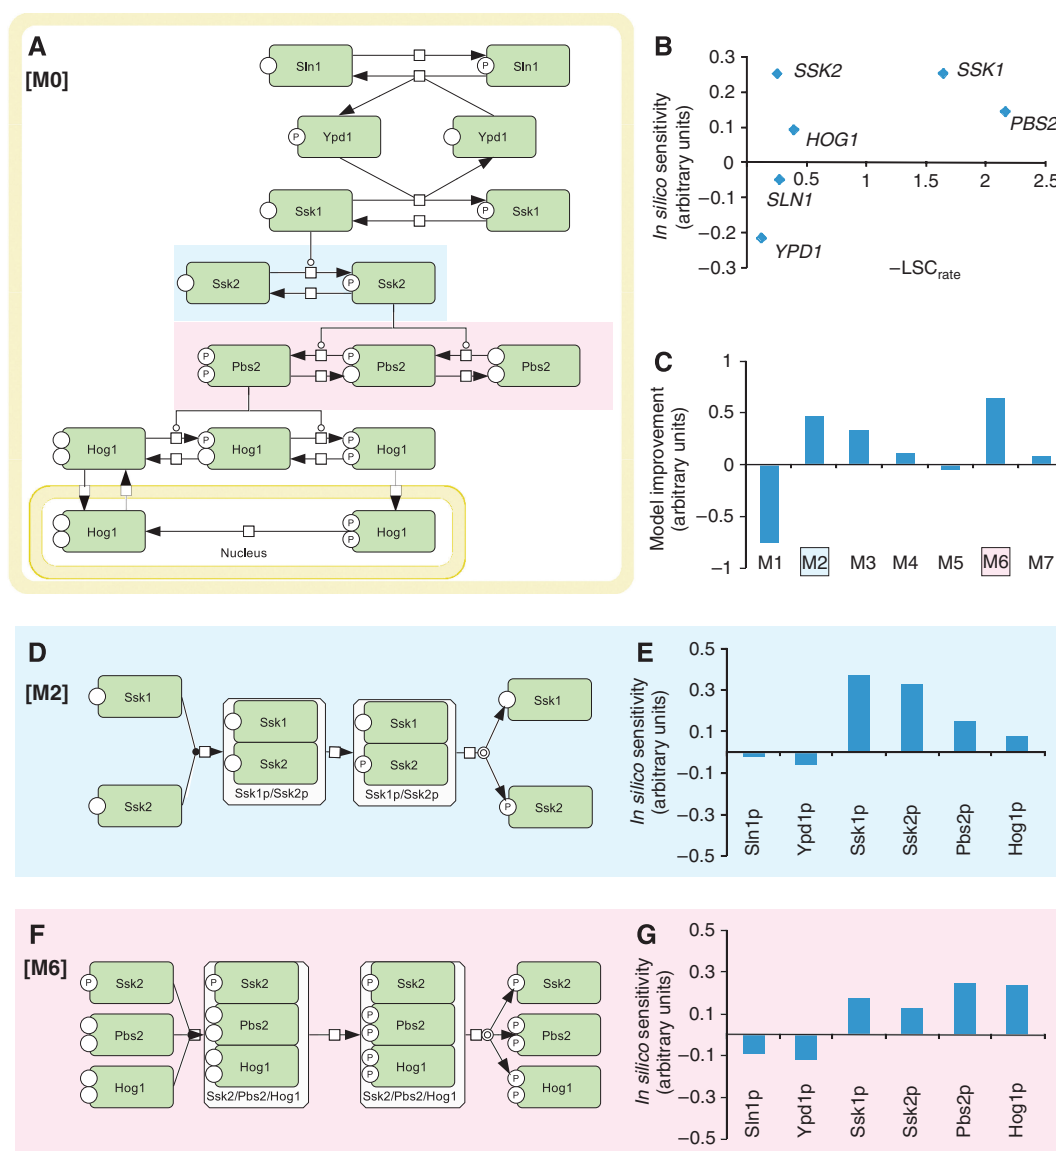 A
[M0]
Sln1
P
Sln1
P
Ypd1
Ypd1
Ssk1
P
Ssk1
Ssk2
P
Ssk2
P
P
Pbs2
P
Pbs2
Pbs2
Hog1
P
Hog1
P
P
Hog1
Hog1
P
P
Hog1
Nucleus
B
In silico sensitivity
(arbitrary units)
0.3
0.2
0.1
0
−0.1
−0.2
−0.3
SSK2
SSK1
HOG1
PBS2
SLN1
YPD1
0.5
1
1.5
2
2.5
−LSCrate
C
Model improvement
(arbitrary units)
1
0.5
0
−0.5
−1
M1
M2
M3
M4
M5
M6
M7
D
[M2]
Ssk1
Ssk2
Ssk1
Ssk2
Ssk1p/Ssk2p
Ssk1
P
Ssk2
Ssk1p/Ssk2p
Ssk1
P
Ssk2
E
In silico sensitivity
(arbitrary units)
0.5
0.3
0.1
−0.1
−0.3
−0.5
Sln1p
Ypd1p
Ssk1p
Ssk2p
Pbs2p
Hog1p
F
[M6]
P
Ssk2
Pbs2
Hog1
P
Ssk2
Pbs2
Hog1
Ssk2/Pbs2/Hog1
P
Ssk2
P
P
Pbs2
P
P
Hog1
Ssk2/Pbs2/Hog1
P
Ssk2
P
P
Pbs2
P
P
Hog1
G
In silico sensitivity
(arbitrary units)
0.5
0.3
0.1
−0.1
−0.3
−0.5
Sln1p
Ypd1p
Ssk1p
Ssk2p
Pbs2p
Hog1p